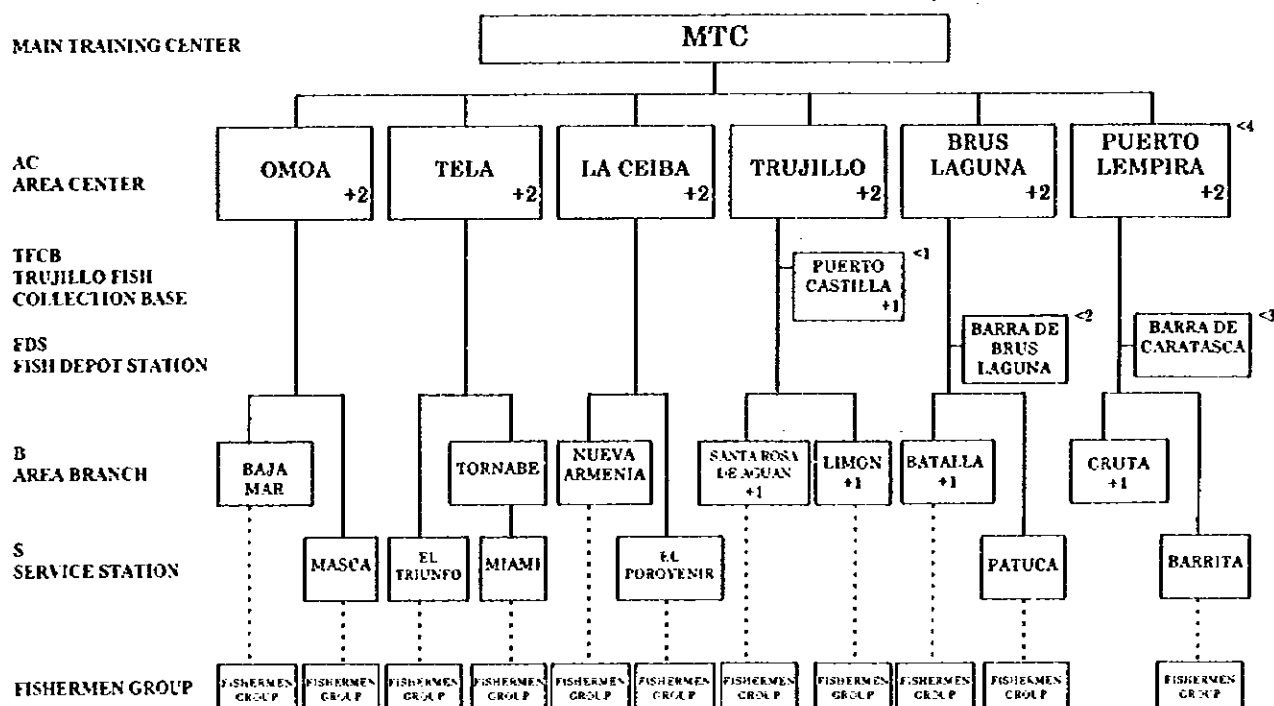 MAIN TRAINING CENTER
MTC
AC
AREA CENTER
OMOA
+2
TELA
+2
LA CEIBA
+2
TRUJILLO
+2
BRUS
LAGUNA
+2
PUERTO
LEMPIRA
+2
<4
TFCB
TRUJILLO FISH
COLLECTION BASE
PUERTO
CASTILLA
+1
<1
FDS
FISH DEPOT STATION
BARRA DE
BRUS
LAGUNA
<2
BARRA DE
CARATASCA
<3
B
AREA BRANCH
BAJA
MAR
TORNABE
NUEVA
ARMENIA
SANTA ROSA
DE AGUAN
+1
LIMON
+1
BATALLA
+1
CRUTA
+1
S
SERVICE STATION
MASCA
EL
TRIUNFO
MIAMI
EL
POROVENIR
PATUCA
BARRITA
FISHERMEN GROUP
FISHERMEN
GROUP
FISHERMEN
GROUP
FISHERMEN
GROUP
FISHERMEN
GROUP
FISHERMEN
GROUP
FISHERMEN
GROUP
FISHERMEN
GROUP
FISHERMEN
GROUP
FISHERMEN
GROUP
FISHERMEN
GROUP
FISHERMEN
GROUP